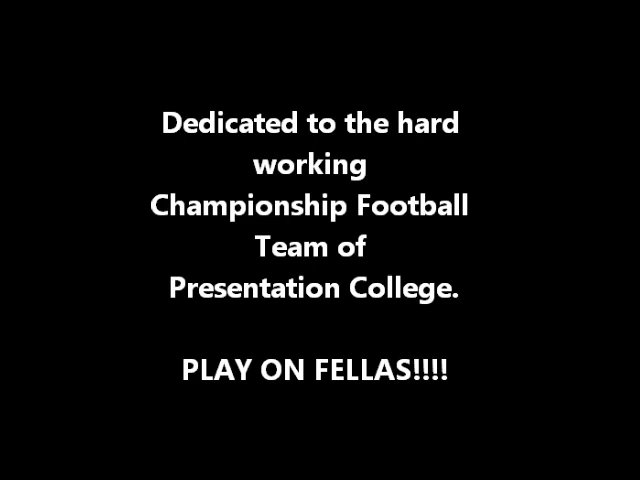 Dedicated to the hard
working
Championship Football
Team of
Presentation College.
PLAY ON FELLAS!!!!